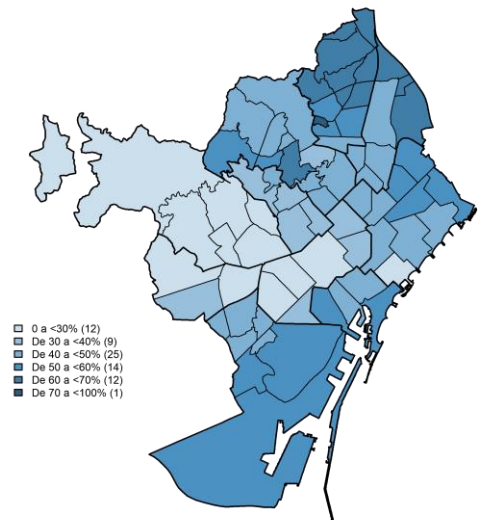 0 a <30% (12)
De 30 a <40% (9)
De 40 a <50% (25)
De 50 a <60% (14)
De 60 a <70% (12)
De 70 a <100% (1)